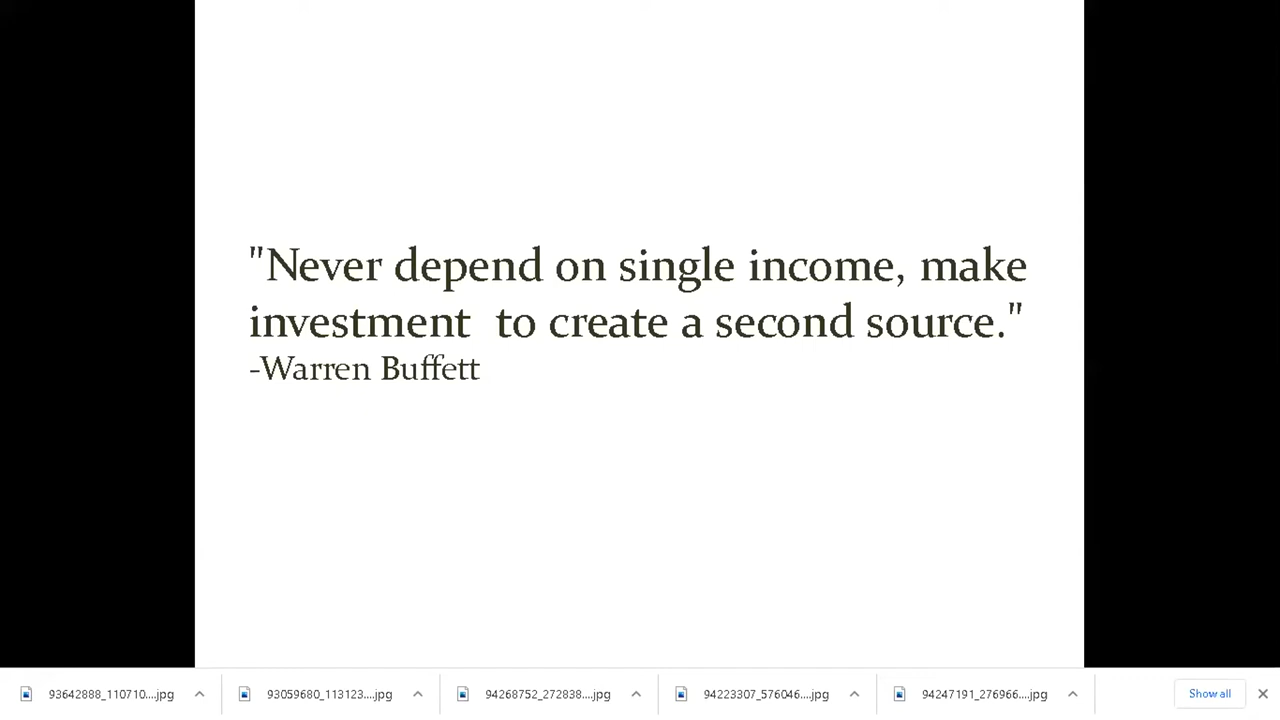 "Never depend on single income, make
investment  to create a second source."
-Warren Buffett
93642888_110710....jpg
93059680_113123....jpg
94268752_272838....jpg
94223307_576046....jpg
94247191_276966....jpg
Show all